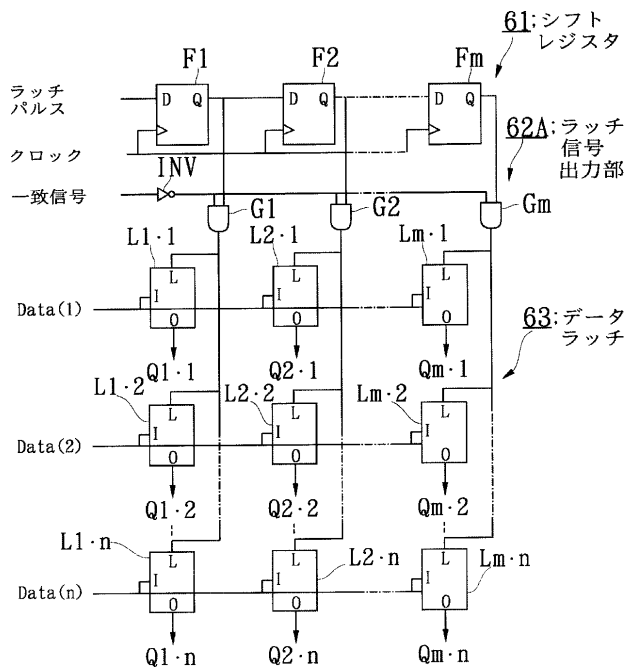 61;シフト
レジスタ
F1
F2
Fm
ラッチ
パルス
D Q
D Q
D Q
クロック
62A;ラッチ
信号
出力部
INV
一致信号
G1
G2
Gm
L1·1
L2·1
Lm·1
L
L
L
Data(1)
I
I
I
O
O
O
63;データ
ラッチ
Q1·1
Q2·1
Qm·1
L1·2
L2·2
Lm·2
L
L
L
Data(2)
I
I
I
O
O
O
Q1·2
Q2·2
Qm·2
L1·n
L2·n
Lm·n
L
L
L
Data(n)
I
I
I
O
O
O
Q1·n
Q2·n
Qm·n